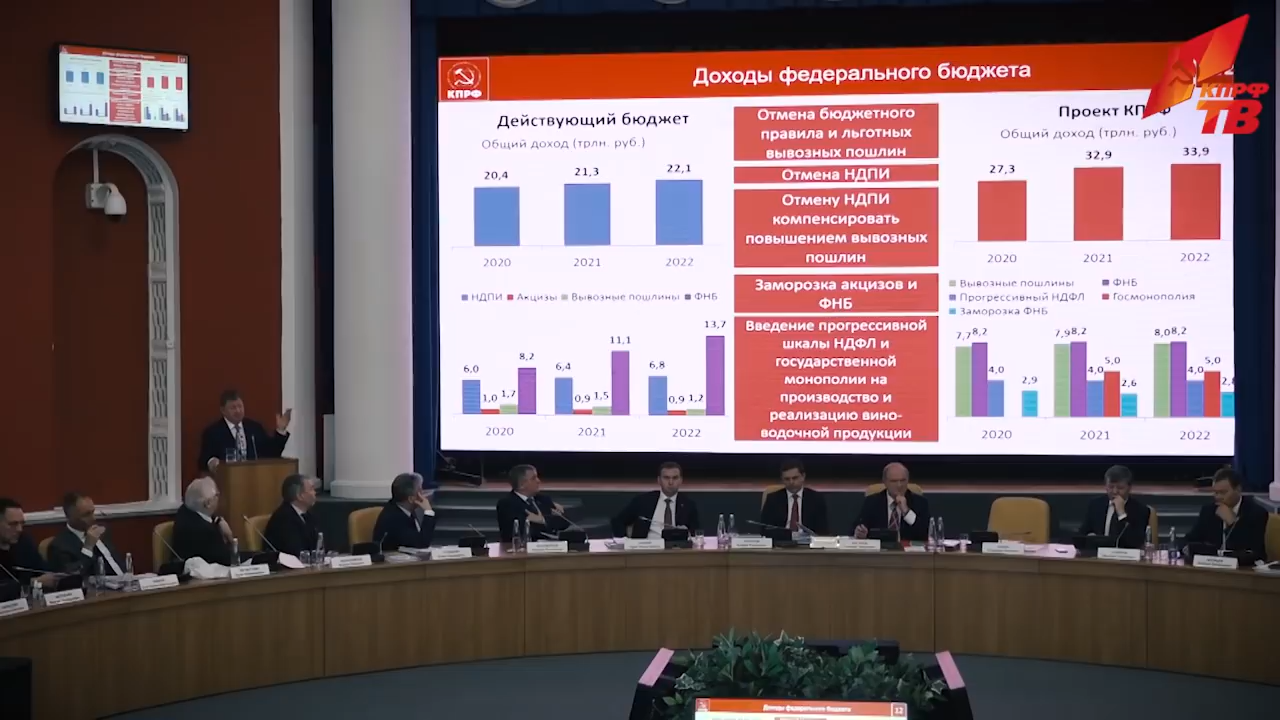 Доходы федерального бюджета
КПРФ
КПРФ
ТВ
Действующий бюджет
Общий доход (трлн. руб.)
20,4
21,3
22,1
2020
2021
2022
НДПИ Акцизы Вывозные пошлины ФНБ
6,0
1,0
1,7
8,2
6,4
0,9
1,5
11,1
6,8
0,9
1,2
13,7
2020
2021
2022
Отмена бюджетного
правила и льготных
вывозных пошлин
Отмена НДПИ
Отмену НДПИ
компенсировать
повышением вывозных
пошлин
Заморозка акцизов и
ФНБ
Введение прогрессивной
шкалы НДФЛ и
государственной
монополии на
производство и
реализацию вино-
водочной продукции
Проект
Общий доход (трлн. руб.)
27,3
32,9
33,9
2020
2021
2022
Вывозные пошлины ФНБ
Прогрессивный НДФЛ Госмонополия
Заморозка ФНБ
7,7
8,2
4,0
2,9
7,9
8,2
4,0
5,0
2,6
8,0
8,2
4,0
5,0
2020
2021
2022
Доходы федерального бюджета
12